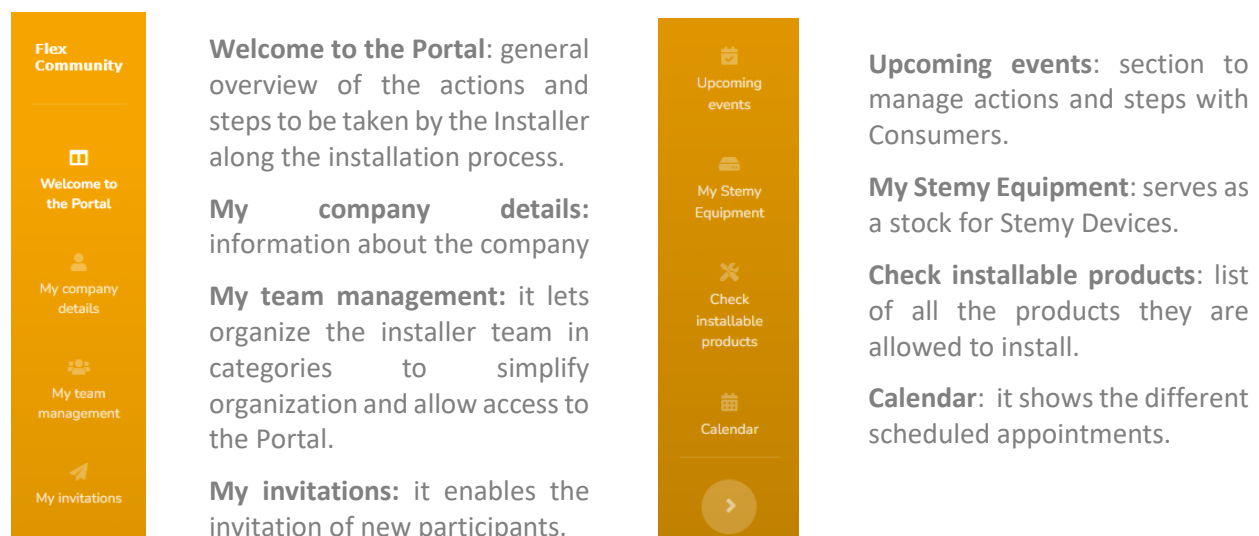 Flex
Community
Welcome to
the Portal
My company
details
My team
management
My invitations
Welcome to the Portal: general
overview of the actions and
steps to be taken by the Installer
along the installation process.
My company details:
information about the company
My team management: it lets
organize the installer team in
categories to simplify
organization and allow access to
the Portal.
My invitations: it enables the
invitation of new participants.
Upcoming
events
My Stemy
Equipment
Check
installable
products
Calendar
Upcoming events: section to
manage actions and steps with
Consumers.
My Stemy Equipment: serves as
a stock for Stemy Devices.
Check installable products: list
of all the products they are
allowed to install.
Calendar: it shows the different
scheduled appointments.